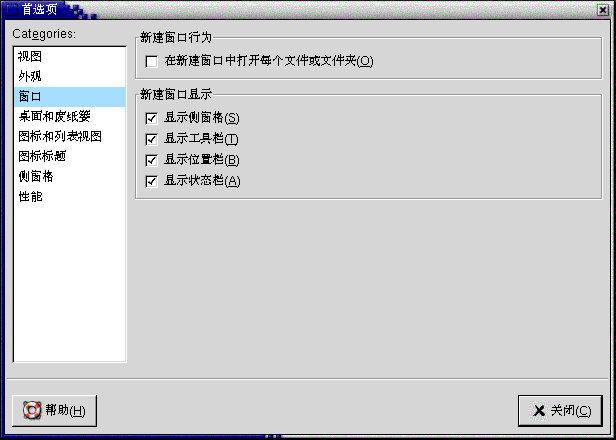 首选项
Categories:
视图
外观
窗口
桌面和废纸篓
图标和列表视图
图标标题
侧窗格
性能
新建窗口行为
在新建窗口中打开每个文件或文件夹(O)
新建窗口显示
显示侧窗格(S)
显示工具栏(T)
显示位置栏(B)
显示状态栏(A)
帮助(H)
关闭(C)